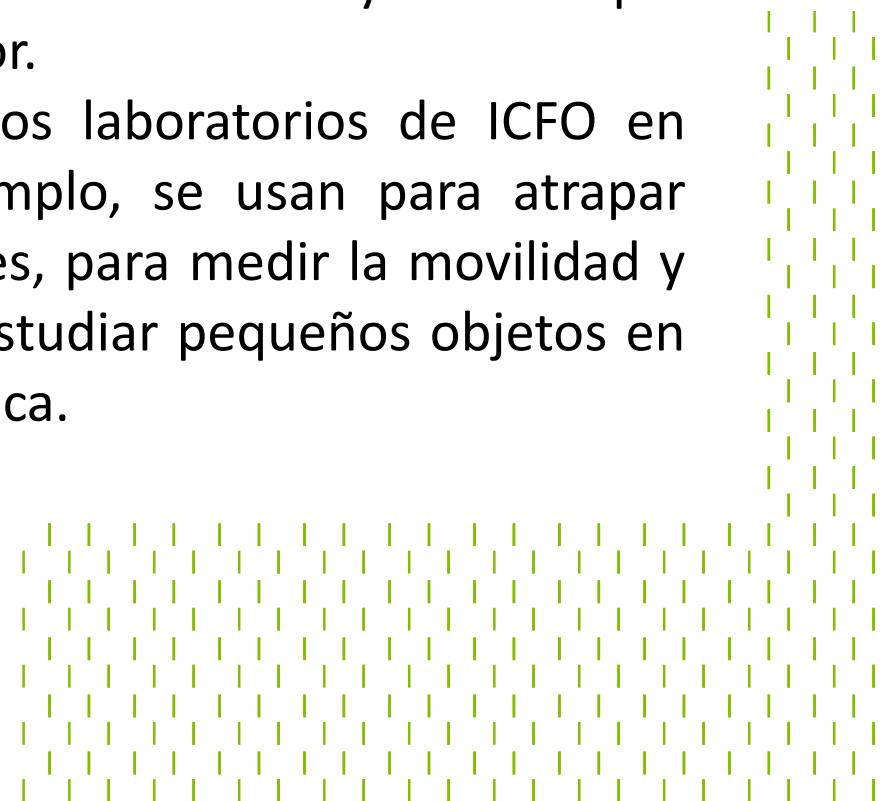 or.
os laboratorios de ICFO en
mplo, se usan para atrapar
es, para medir la movilidad y
studiar pequeños objetos en
ica.